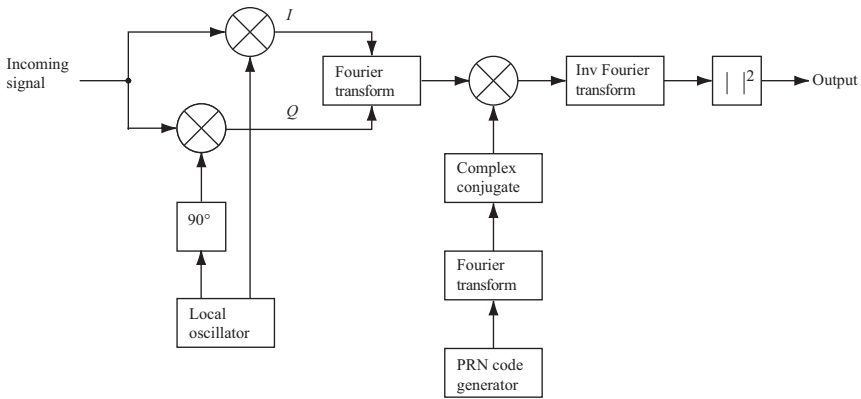 I
Incoming
signal
Fourier
transform
Inv Fourier
transform
| |²
Output
Q
Complex
conjugate
90°
Fourier
transform
Local
oscillator
PRN code
generator